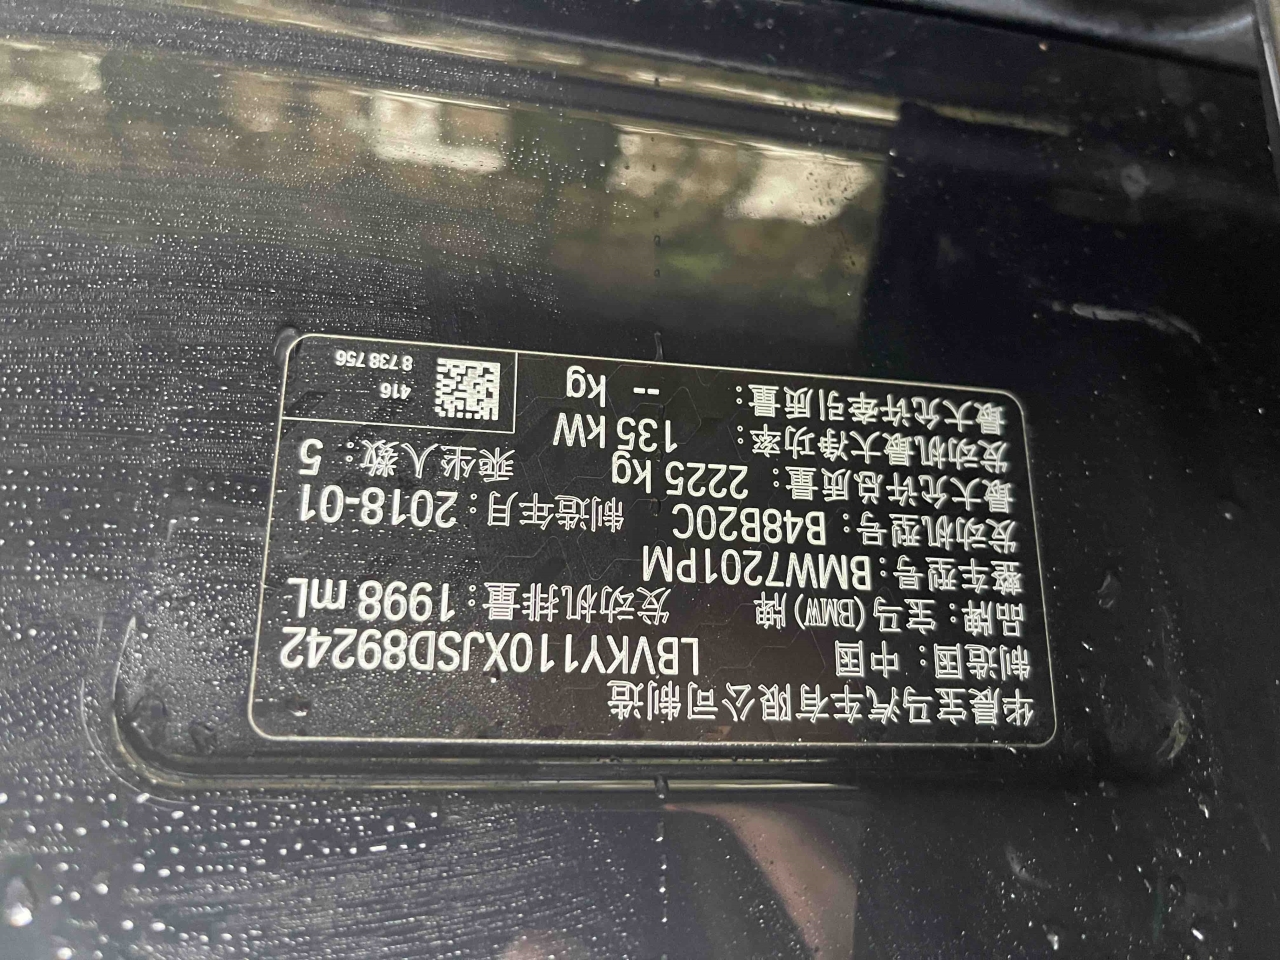 华晨宝马汽车有限公司制造
制造国：中国 LBVKY110XJSD89242
品牌：宝马(BMW)牌 发动机排量：1998 mL
整车型号：BMW7201PM
发动机型号：B48B20C 制造年月：2018-01
最大允许总质量：2225 kg 乘坐人数：5
发动机最大净功率：135 kW
最大允许牵引质量：-- kg
416
8 738 756